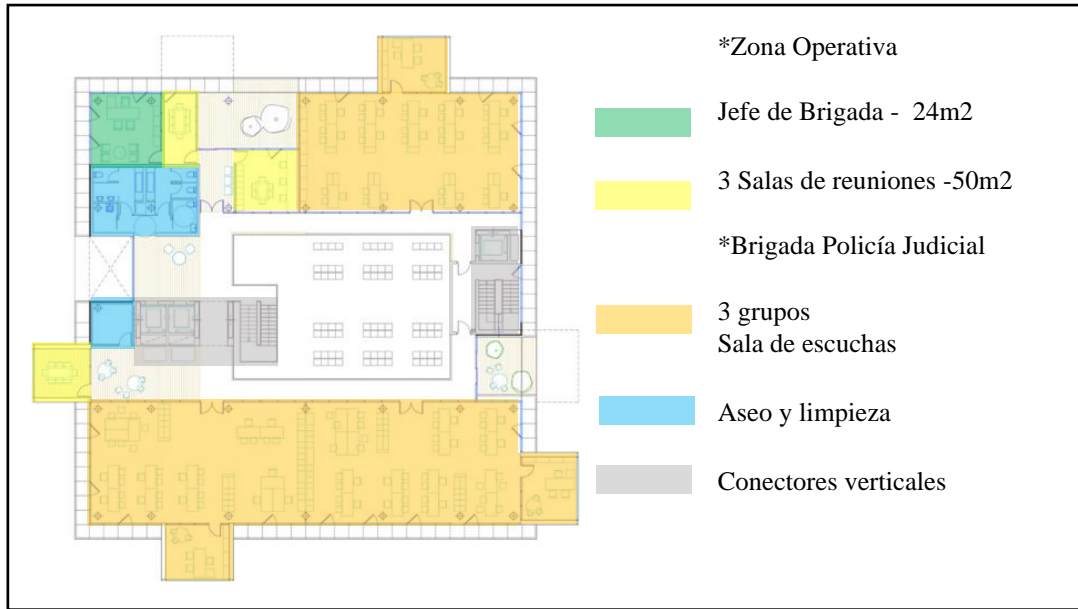 *Zona Operativa
Jefe de Brigada - 24m2
3 Salas de reuniones -50m2
*Brigada Policía Judicial
3 grupos
Sala de escuchas
Aseo y limpieza
Conectores verticales